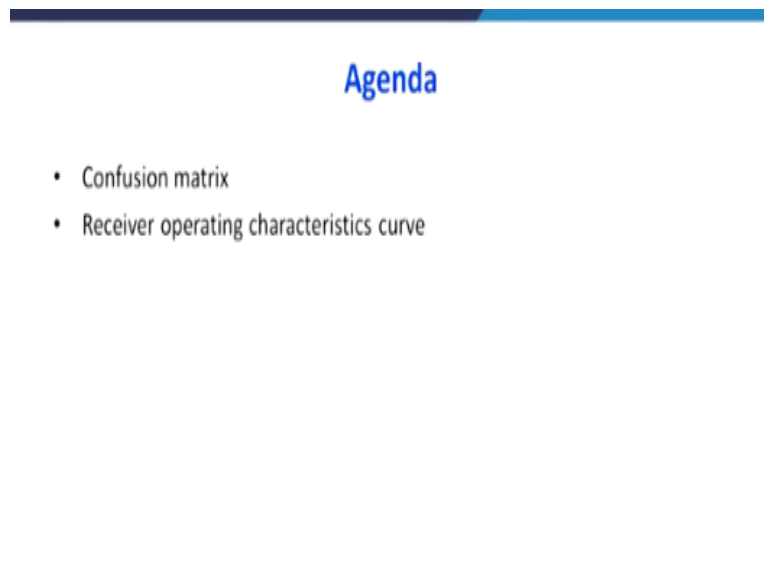 Agenda
• Confusion matrix
• Receiver operating characteristics curve